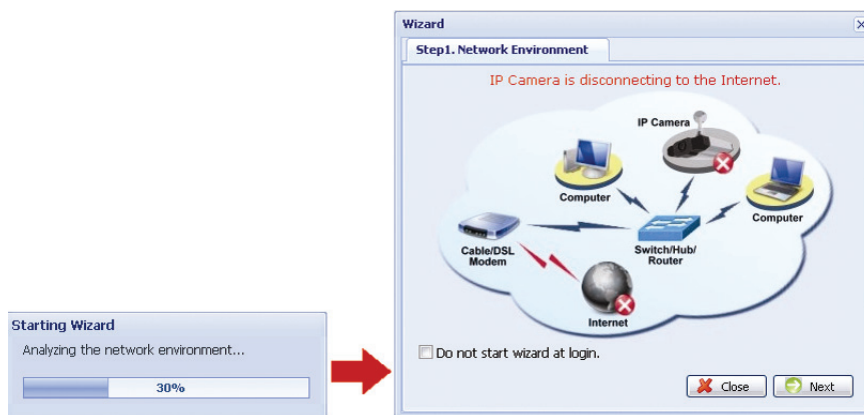 Starting Wizard
Analyzing the network environment...
30%
Wizard
Step1. Network Environment
IP Camera is disconnecting to the Internet.
IP Camera
Computer
Computer
Cable/DSL
Modem
Switch/Hub/
Router
Internet
Do not start wizard at login.
Close
Next